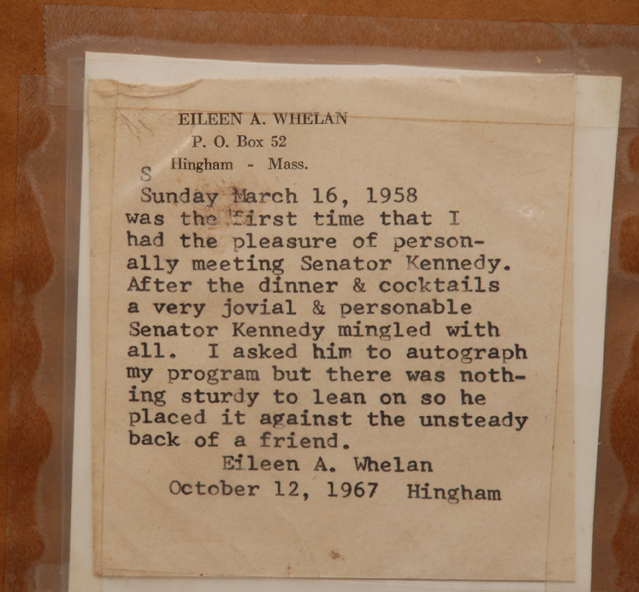 EILEEN A. WHELAN
P. O. Box 52
Hingham - Mass.
S
Sunday March 16, 1958
was the first time that I
had the pleasure of person-
ally meeting Senator Kennedy.
After the dinner & cocktails
a very jovial & personable
Senator Kennedy mingled with
all. I asked him to autograph
my program but there was noth-
ing sturdy to lean on so he
placed it against the unsteady
back of a friend.
Eileen A. Whelan
October 12, 1967 Hingham